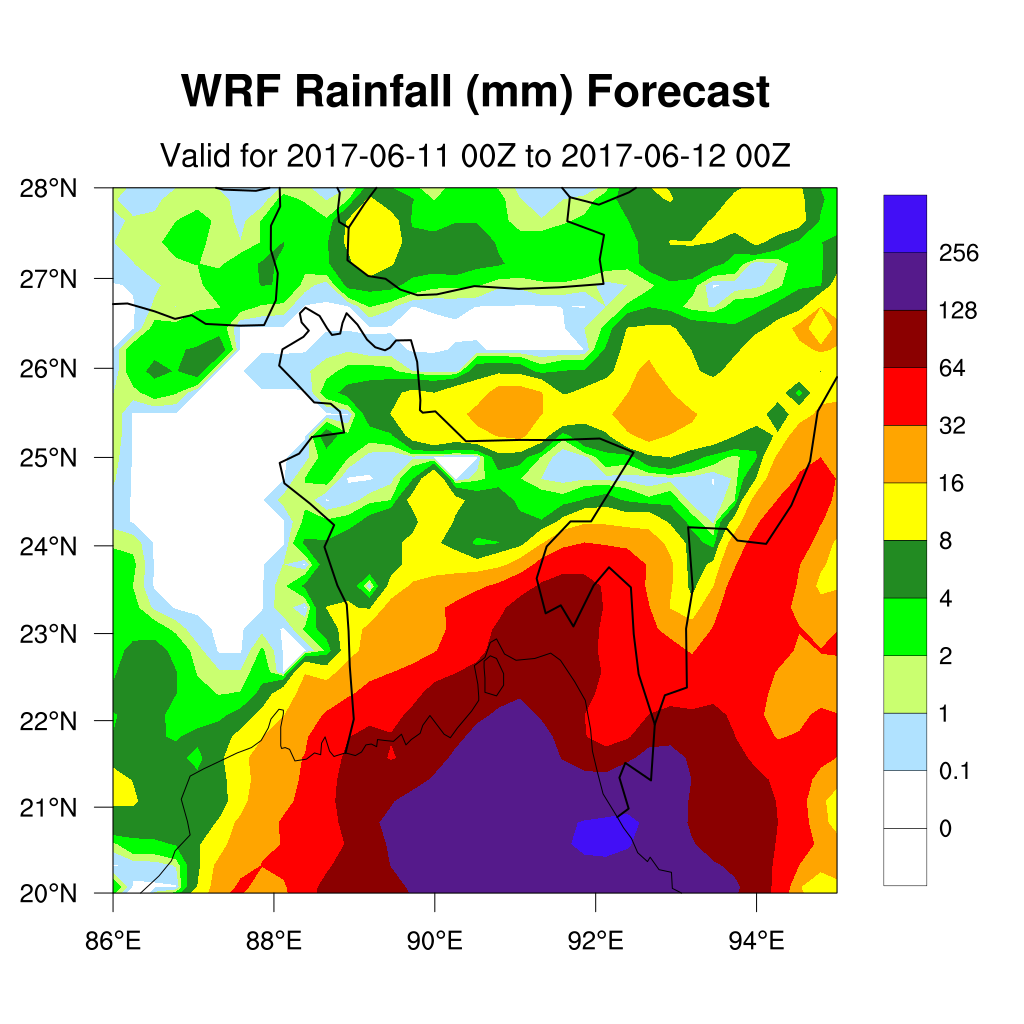 WRF Rainfall (mm) Forecast
Valid for 2017-06-11 00Z to 2017-06-12 00Z
28°N
27°N
26°N
25°N
24°N
23°N
22°N
21°N
20°N
86°E 88°E 90°E 92°E 94°E
256
128
64
32
16
8
4
2
1
0.1
0